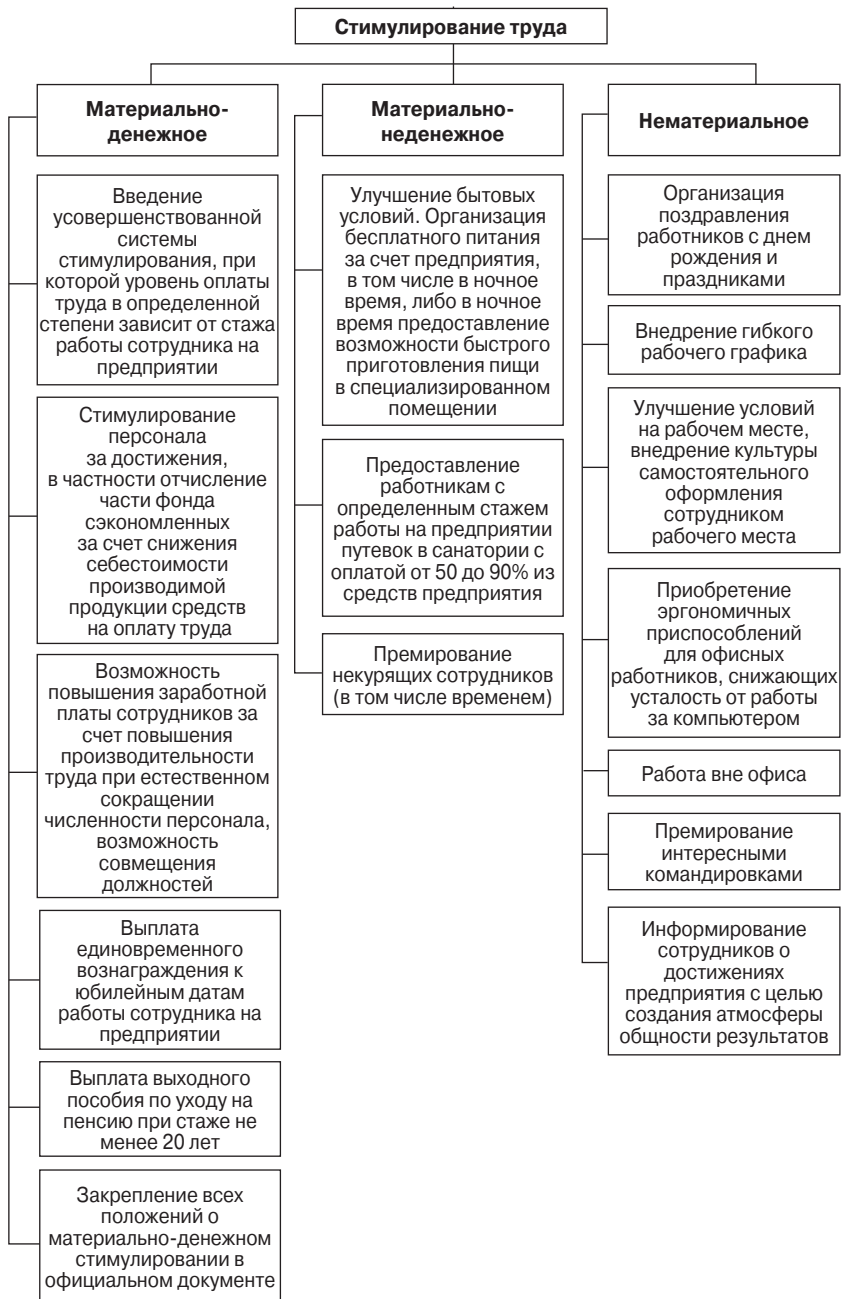 Стимулирование труда
Материально-
денежное
Введение
усовершенствованной
системы
стимулирования, при
которой уровень оплаты
труда в определенной
степени зависит от стажа
работы сотрудника на
предприятии
Стимулирование
персонала
за достижения,
в частности отчисление
части фонда
сэкономленных
за счет снижения
себестоимости
производимой
продукции средств
на оплату труда
Возможность
повышения заработной
платы сотрудников за
счет повышения
производительности
труда при естественном
сокращении
численности персонала,
возможность
совмещения
должностей
Выплата
единовременного
вознаграждения к
юбилейным датам
работы сотрудника на
предприятии
Выплата выходного
пособия по уходу на
пенсию при стаже не
менее 20 лет
Закрепление всех
положений о
материально-денежном
стимулировании в
официальном документе
Материально-
неденежное
Улучшение бытовых
условий. Организация
бесплатного питания
за счет предприятия,
в том числе в ночное
время, либо в ночное
время предоставление
возможности быстрого
приготовления пищи
в специализированном
помещении
Предоставление
работникам с
определенным стажем
работы на предприятии
путевок в санатории с
оплатой от 50 до 90% из
средств предприятия
Премирование
некурящих сотрудников
(в том числе временем)
Нематериальное
Организация
поздравления
работников с днем
рождения и
праздниками
Внедрение гибкого
рабочего графика
Улучшение условий
на рабочем месте,
внедрение культуры
самостоятельного
оформления
сотрудником
рабочего места
Приобретение
эргономичных
приспособлений
для офисных
работников, снижающих
усталость от работы
за компьютером
Работа вне офиса
Премирование
интересными
командировками
Информирование
сотрудников о
достижениях
предприятия с целью
создания атмосферы
общности результатов